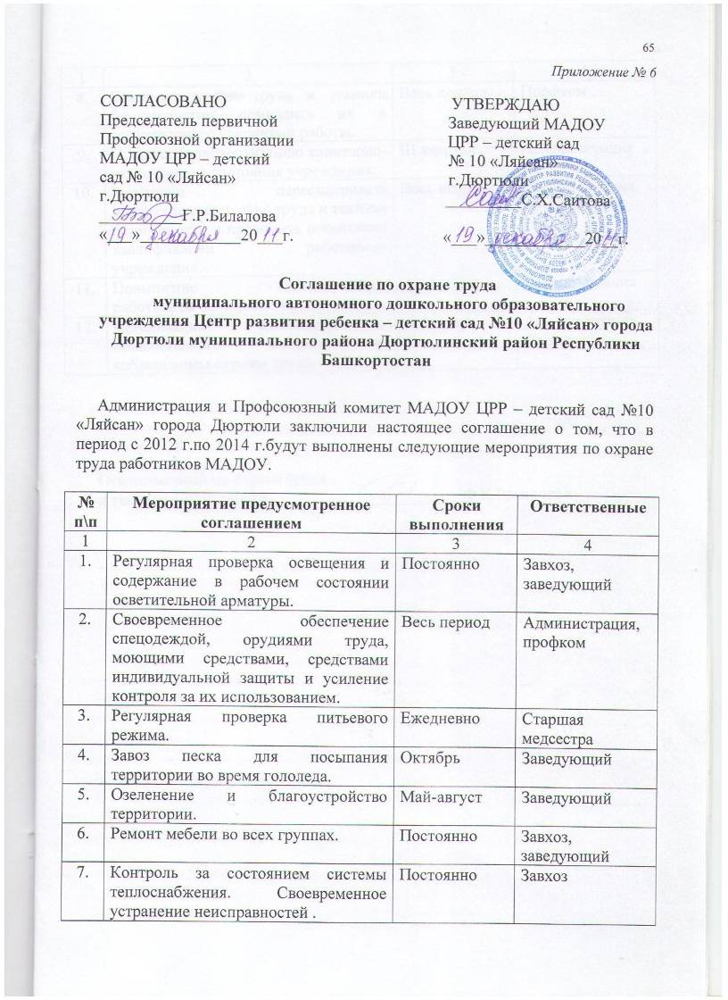 65
Приложение № 6
СОГЛАСОВАНО
Председатель первичной
Профсоюзной организации
МАДОУ ЦРР – детский
сад № 10 «Ляйсан»
г.Дюртюли
Г.Р.Билалова
«19» декабря 20 г.
УТВЕРЖДАЮ
Заведующий МАДОУ
ЦРР – детский сад
№ 10 «Ляйсан»
г.Дюртюли
С.Х.Саитова
«19» декабря 2011г.
Соглашение по охране труда
муниципального автономного дошкольного образовательного
учреждения Центр развития ребенка – детский сад №10 «Ляйсан» города
Дюртюли муниципального района Дюртюлинский район Республики
Башкортостан
Администрация и Профсоюзный комитет МАДОУ ЦРР – детский сад №10
«Ляйсан» города Дюртюли заключили настоящее соглашение о том, что в
период с 2012 г.по 2014 г.будут выполнены следующие мероприятия по охране
труда работников МАДОУ.
№ Мероприятие предусмотренное Сроки Ответственные
п\п соглашением выполнения
1 2 3 4
1. Регулярная проверка освещения и Постоянно Завхоз,
содержание в рабочем состоянии заведующий
осветительной арматуры.
2. Своевременное обеспечение Весь период Администрация,
спецодеждой, орудиями труда, профком
моющими средствами, средствами
индивидуальной защиты и усиление
контроля за их использованием.
3. Регулярная проверка питьевого Ежедневно Старшая
режима. медсестра
4. Завоз песка для посыпания Октябрь Заведующий
территории во время гололеда.
5. Озеленение и благоустройство Май-август Заведующий
территории.
6. Ремонт мебели во всех группах. Постоянно Завхоз,
заведующий
7. Контроль за состоянием системы Постоянно Завхоз
теплоснабжения. Своевременное
устранение неисправностей .